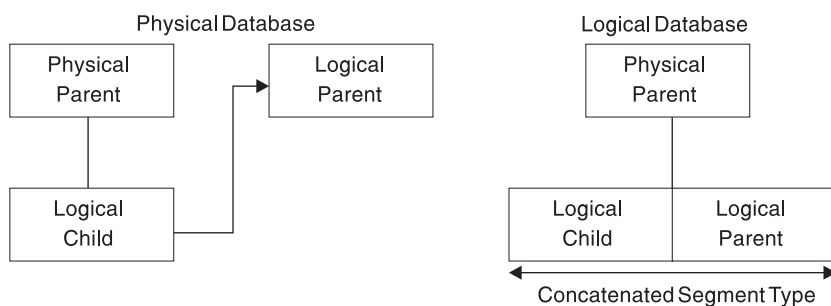 Physical Database
Physical
Parent
Logical
Parent
Logical
Child
Logical Database
Physical
Parent
Logical
Child
Logical
Parent
Concatenated Segment Type